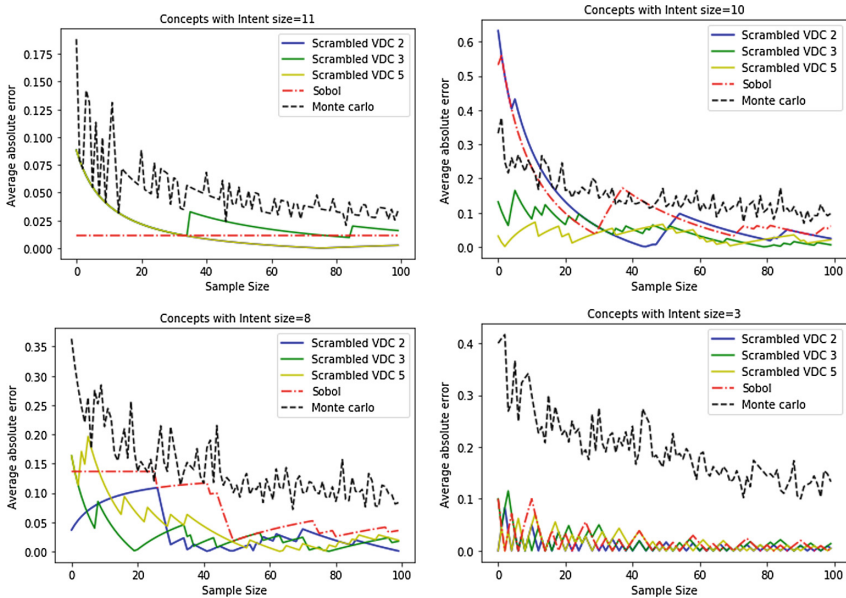 Concepts with Intent size=11
Average absolute error
0.175
0.150
0.125
0.100
0.075
0.050
0.025
0.000
Scrambled VDC 2
Scrambled VDC 3
Scrambled VDC 5
Sobol
Monte carlo
0 20 40 60 80 100
Sample Size
Concepts with Intent size=10
Average absolute error
0.6
0.5
0.4
0.3
0.2
0.1
0.0
Scrambled VDC 2
Scrambled VDC 3
Scrambled VDC 5
Sobol
Monte carlo
0 20 40 60 80 100
Sample Size
Concepts with Intent size=8
Average absolute error
0.35
0.30
0.25
0.20
0.15
0.10
0.05
0.00
Scrambled VDC 2
Scrambled VDC 3
Scrambled VDC 5
Sobol
Monte carlo
0 20 40 60 80 100
Sample Size
Concepts with Intent size=3
Average absolute error
0.4
0.3
0.2
0.1
0.0
Scrambled VDC 2
Scrambled VDC 3
Scrambled VDC 5
Sobol
Monte carlo
0 20 40 60 80 100
Sample Size